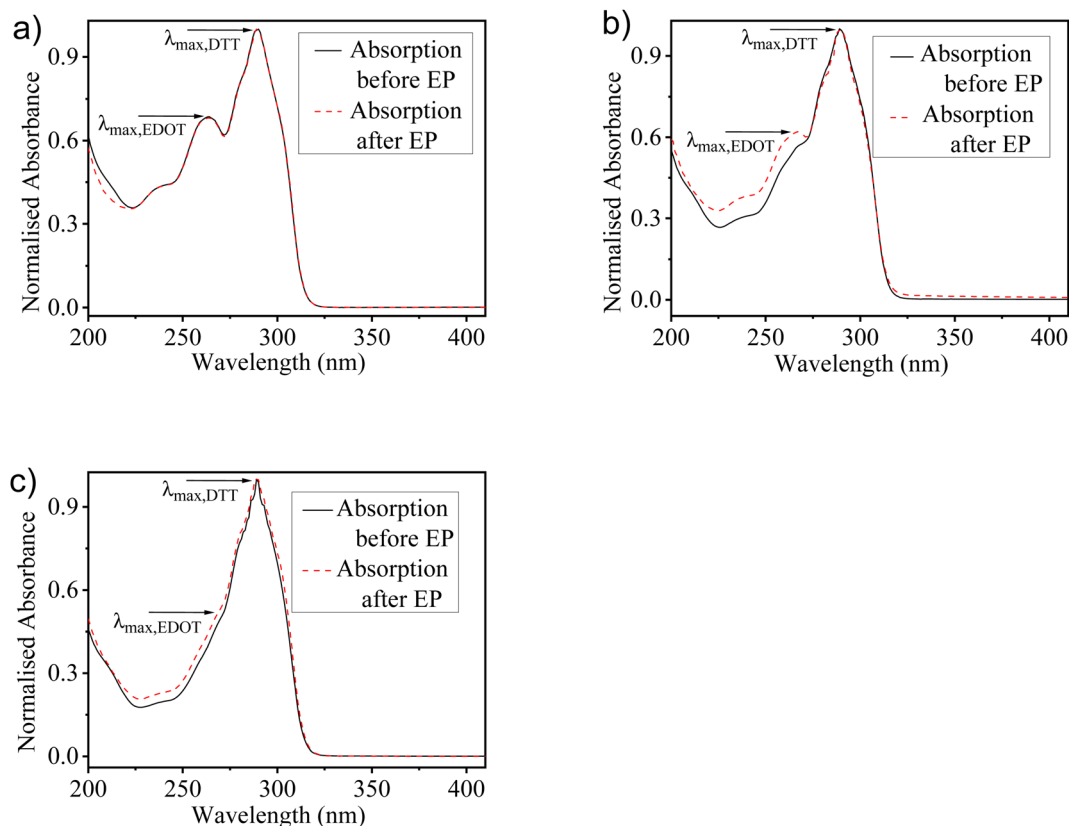 a)
λmax,DTT
λmax,EDOT
Absorption
before EP
Absorption
after EP
Normalised Absorbance
0.9
0.6
0.3
0.0
200 250 300 350 400
Wavelength (nm)
b)
λmax,DTT
λmax,EDOT
Absorption
before EP
Absorption
after EP
Normalised Absorbance
0.9
0.6
0.3
0.0
200 250 300 350 400
Wavelength (nm)
c)
λmax,DTT
λmax,EDOT
Absorption
before EP
Absorption
after EP
Normalised Absorbance
0.9
0.6
0.3
0.0
200 250 300 350 400
Wavelength (nm)